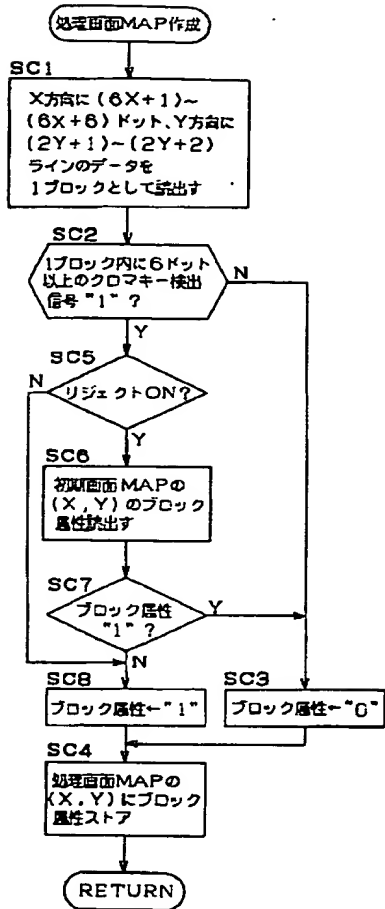 処理画面MAP作成
SC1
X方向に(6X+1)~
(6X+6)ドット、Y方向に
(2Y+1)~(2Y+2)
ラインのデータを
1ブロックとして読出す
SC2
1ブロック内に6ドット
以上のクロマキー検出
信号"1"?
N
Y
SC5
N
リジェクトON?
Y
SC6
初期画面MAPの
(X,Y)のブロック
属性読出す
SC7
ブロック属性
"1"?
Y
N
SC8
SC3
ブロック属性←"1"
ブロック属性←"0"
SC4
処理画面MAPの
(X,Y)にブロック
属性ストア
RETURN